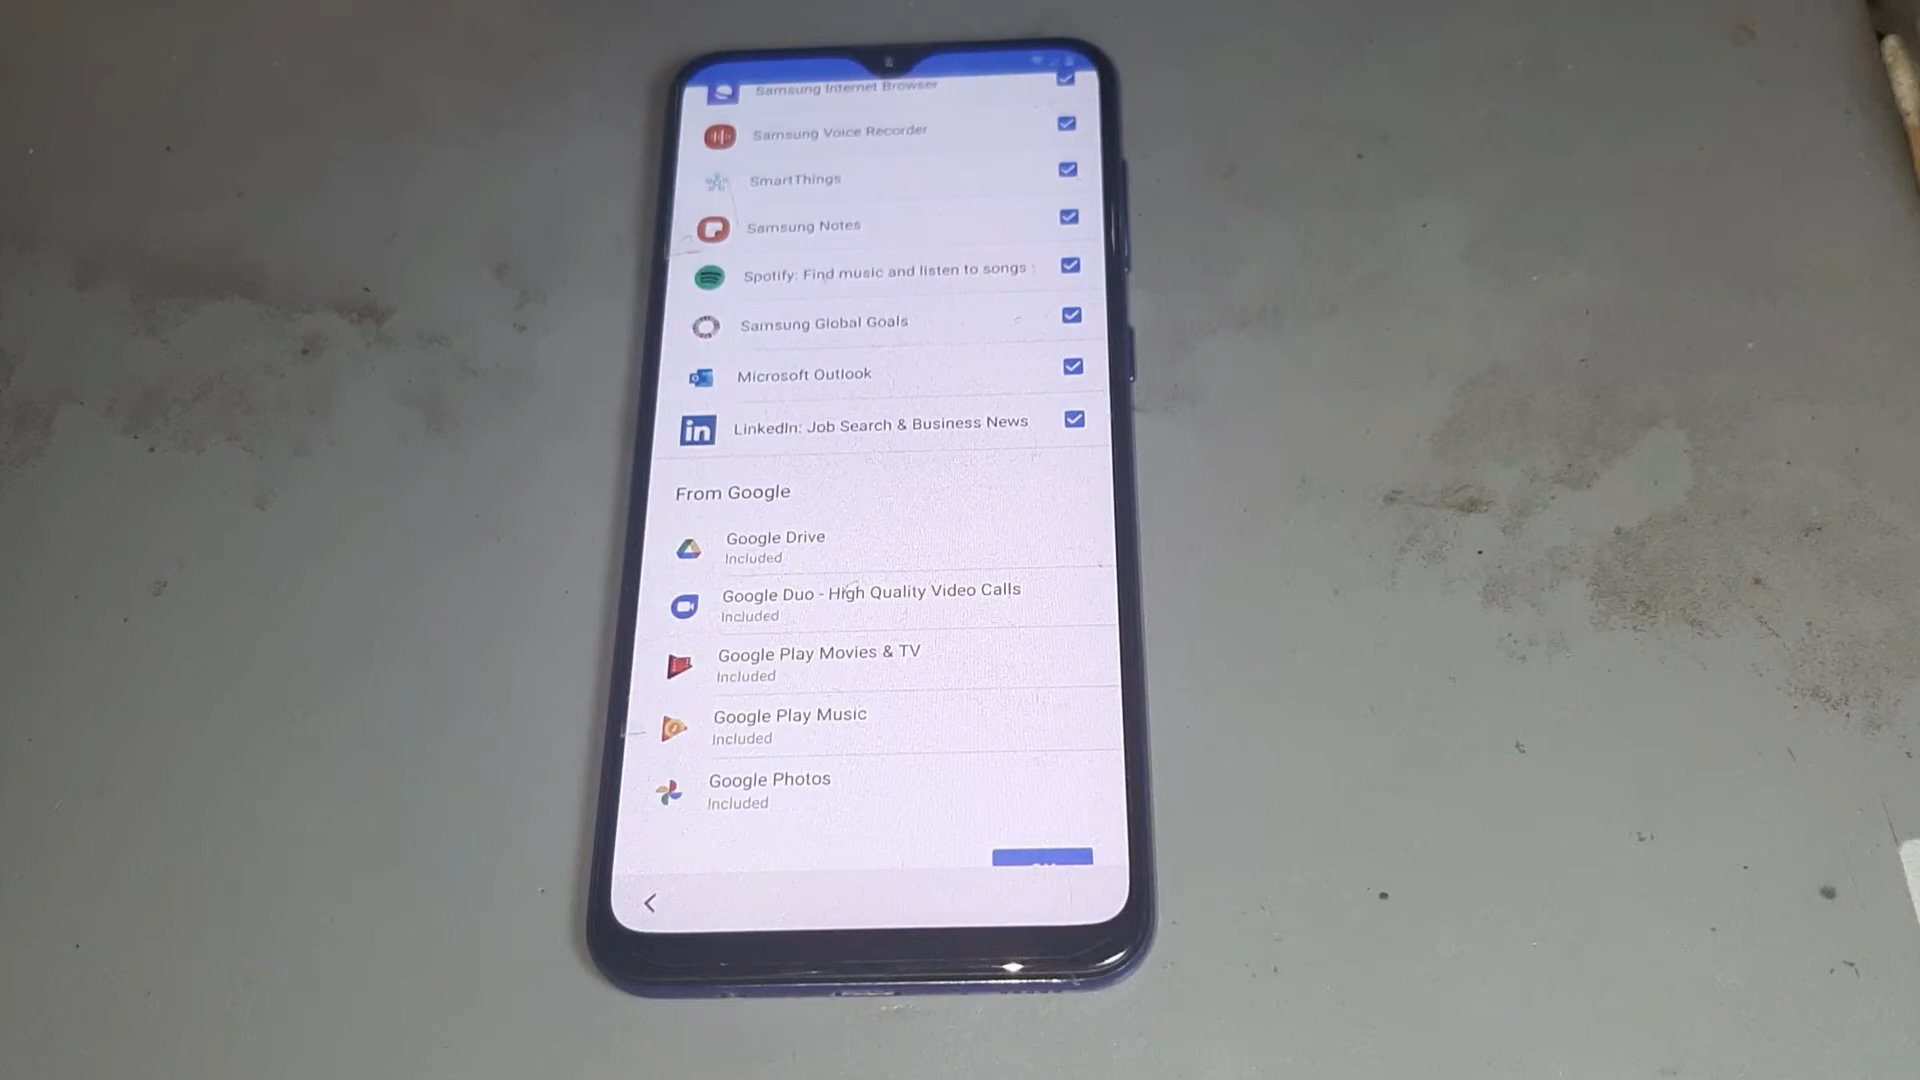 Samsung Internet Browser
Samsung Voice Recorder
SmartThings
Samsung Notes
Spotify: Find music and listen to songs
Samsung Global Goals
Microsoft Outlook
in LinkedIn: Job Search & Business News
From Google
Google Drive
Included
Google Duo - High Quality Video Calls
Included
Google Play Movies & TV
Included
Google Play Music
Included
Google Photos
Included